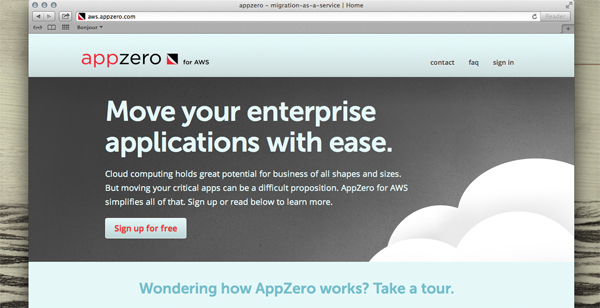 appzero – migration-as-a-service | Home
aws.appzero.com
Reader
Bonjour
appzero for AWS
contact faq sign in
Move your enterprise
applications with ease.
Cloud computing holds great potential for business of all shapes and sizes.
But moving your critical apps can be a difficult proposition. AppZero for AWS
simplifies all of that. Sign up or read below to learn more.
Sign up for free
Wondering how AppZero works? Take a tour.